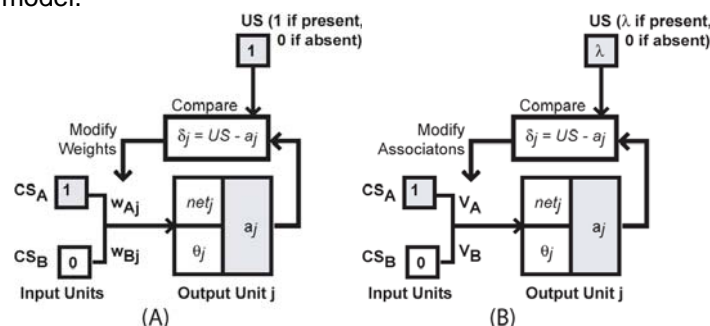 model.
US (1 if present,
0 if absent)
1
Compare
δj = US - aj
Modify
Weights
CSA
1
wAj
netj
aj
θj
CSB
0
wBj
Input Units
Output Unit j
(A)
US (λ if present,
0 if absent)
λ
Compare
δj = US - aj
Modify
Associatons
CSA
1
VA
netj
aj
θj
CSB
0
VB
Input Units
Output Unit j
(B)